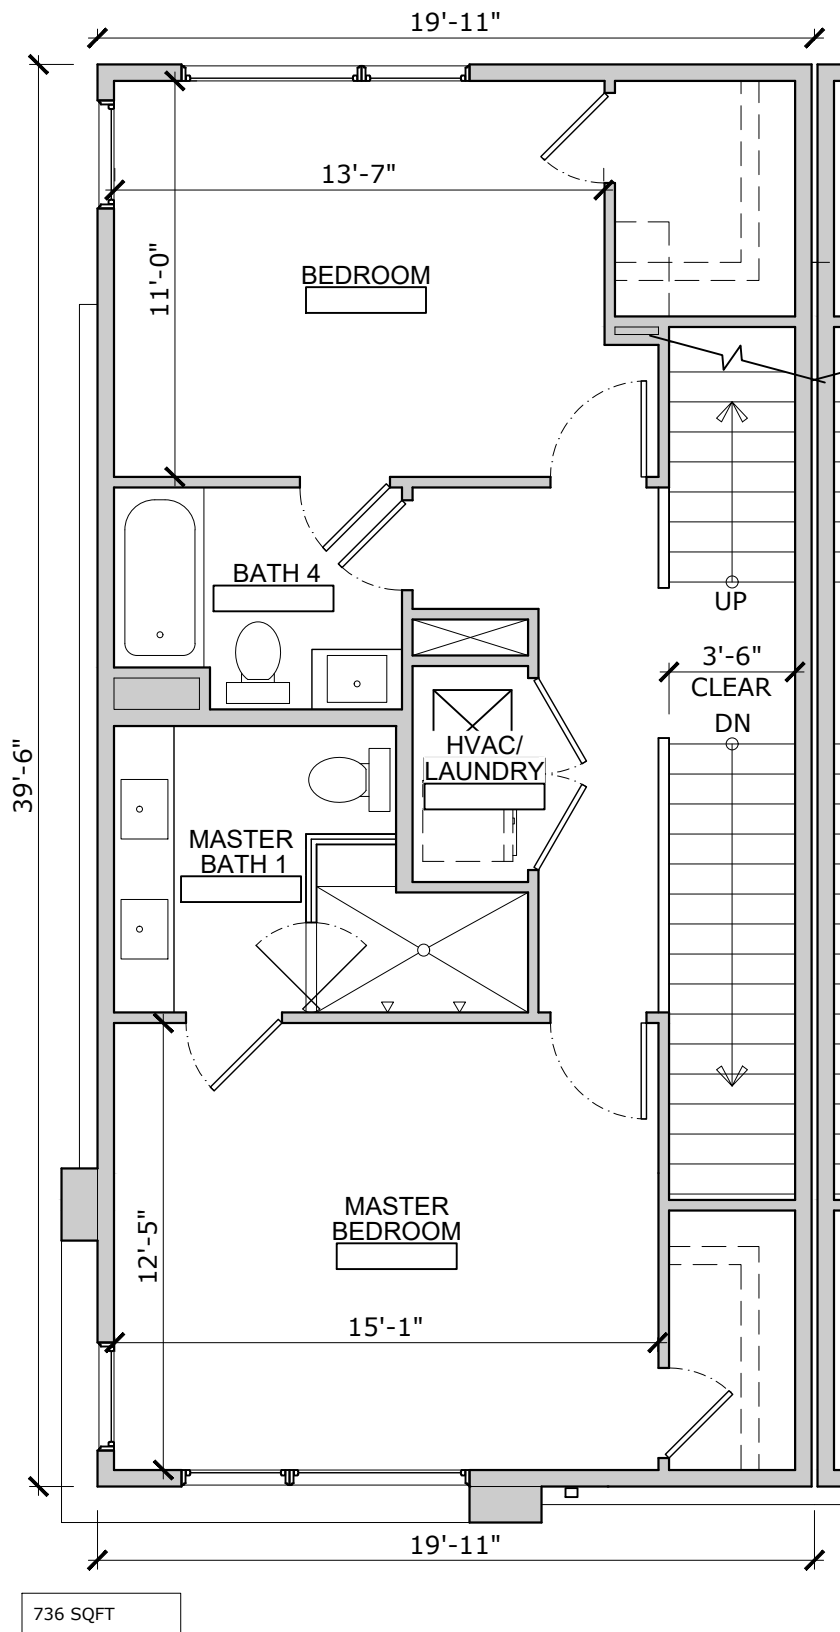 19'-11"
13'-7"
11'-0"
BEDROOM
UP
BATH 4
3'-6"
CLEAR
DN
HVAC/
LAUNDRY
39'-6"
MASTER
BATH 1
MASTER
BEDROOM
12'-5"
15'-1"
19'-11"
736 SQFT